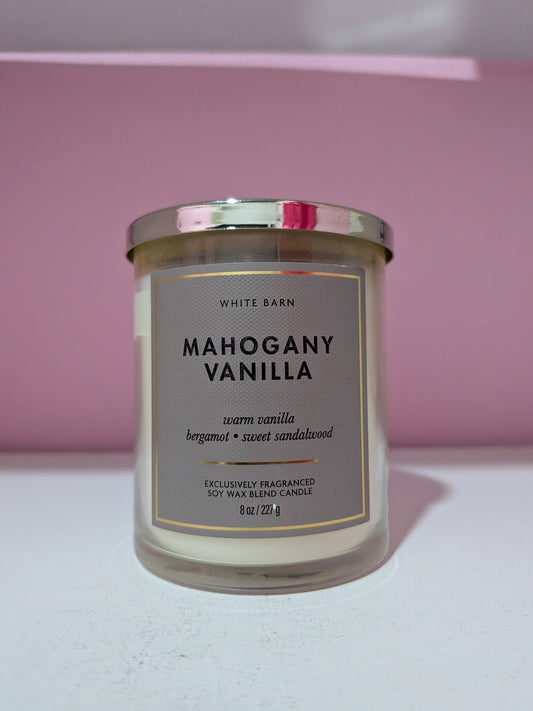 WHITE BARN
MAHOGANY
VANILLA
warm vanilla
bergamot • sweet sandalwood
EXCLUSIVELY FRAGRANCED
SOY WAX BLEND CANDLE
8 oz / 227 g